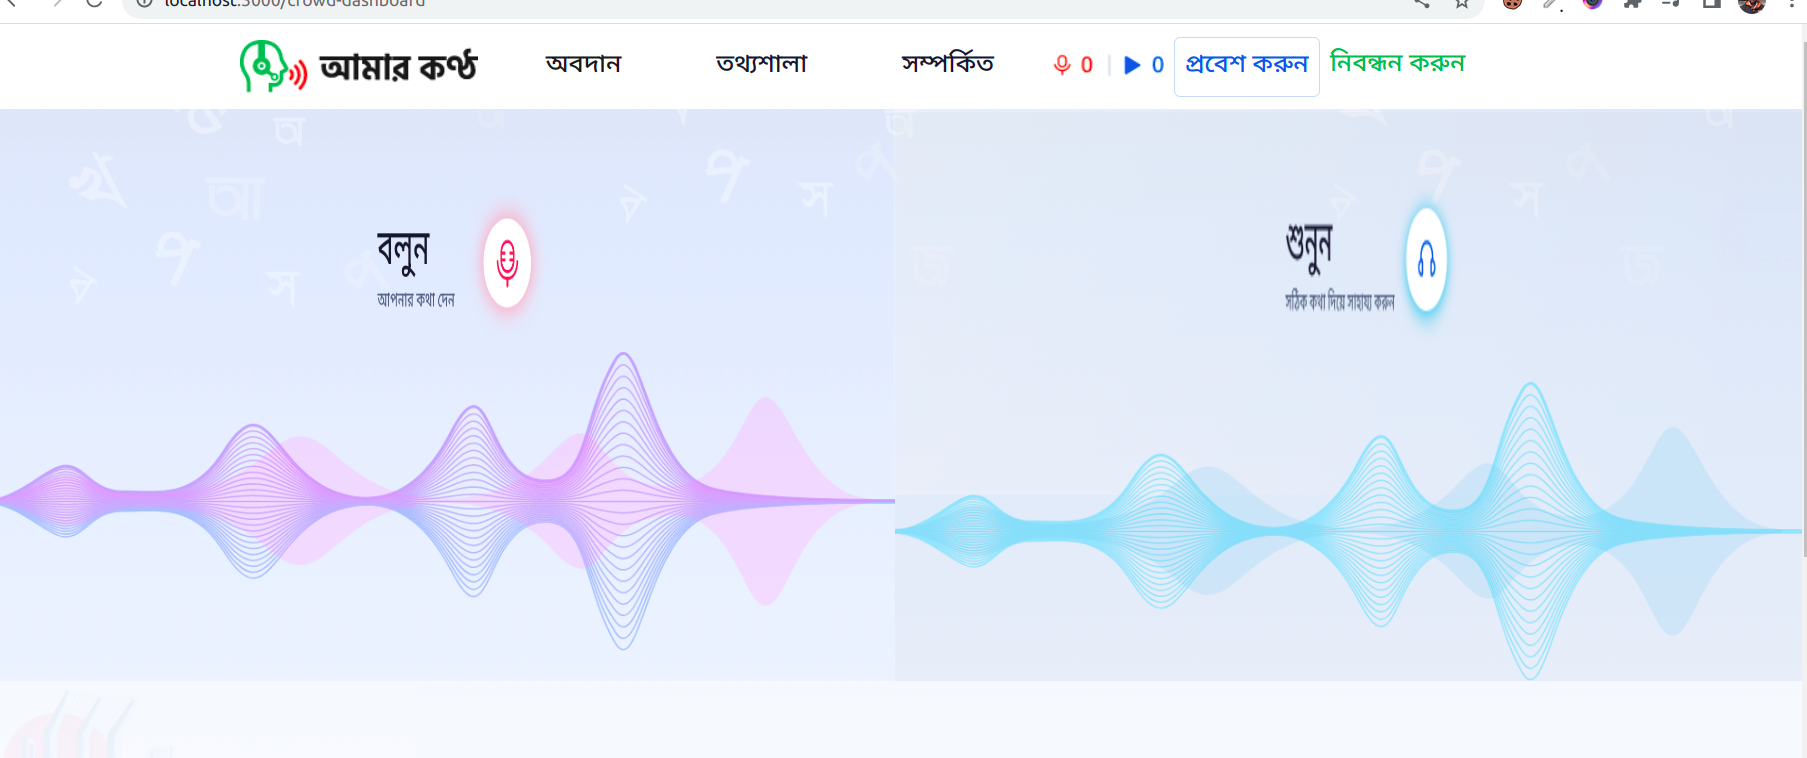 localhost:3000/crowd-dashboard
আমার কণ্ঠ অবদান তথ্যশালা সম্পর্কিত 0 | 0 প্রবেশ করুন নিবন্ধন করুন
বলুন
আপনার কথা দেন
শুনুন
সঠিক কথা দিয়ে সাহায্য করুন